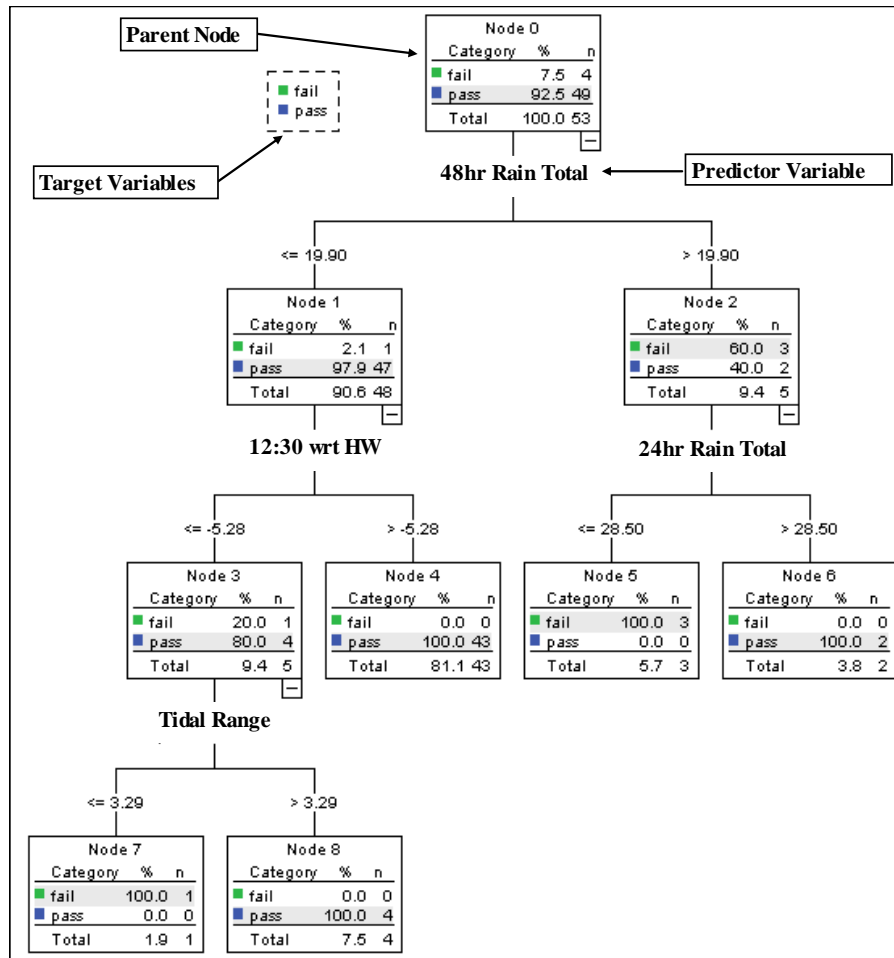 Parent Node
fail
pass
Target Variables
Node 0
Category % n
fail 7.5 4
pass 92.5 49
Total 100.0 53
48hr Rain Total
Predictor Variable
<= 19.90
> 19.90
Node 1
Category % n
fail 2.1 1
pass 97.9 47
Total 90.6 48
Node 2
Category % n
fail 60.0 3
pass 40.0 2
Total 9.4 5
12:30 wrt HW
24hr Rain Total
<= -5.28
> -5.28
<= 28.50
> 28.50
Node 3
Category % n
fail 20.0 1
pass 80.0 4
Total 9.4 5
Node 4
Category % n
fail 0.0 0
pass 100.0 43
Total 81.1 43
Node 5
Category % n
fail 100.0 3
pass 0.0 0
Total 5.7 3
Node 6
Category % n
fail 0.0 0
pass 100.0 2
Total 3.8 2
Tidal Range
<= 3.29
> 3.29
Node 7
Category % n
fail 100.0 1
pass 0.0 0
Total 1.9 1
Node 8
Category % n
fail 0.0 0
pass 100.0 4
Total 7.5 4